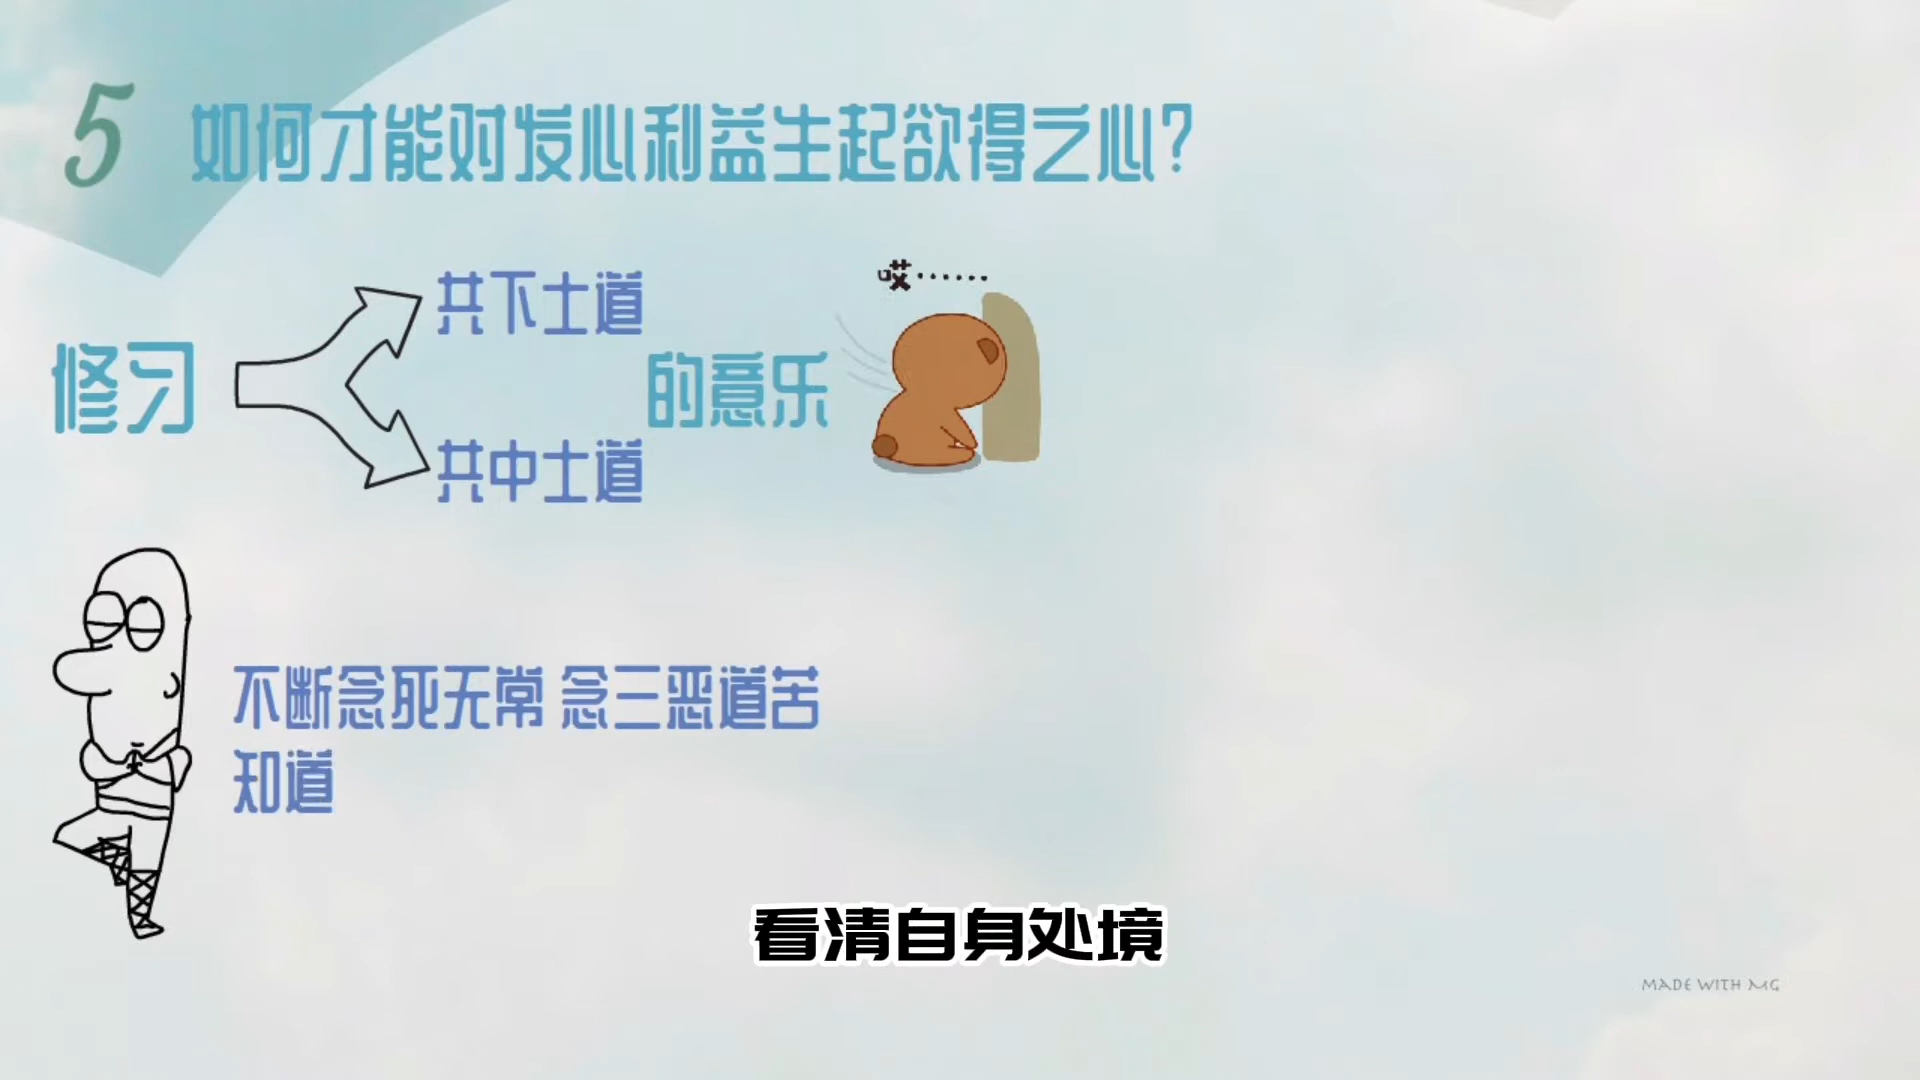 5 如何才能对发心利益生起欲得之心?
哎……
共下士道
修习
的意乐
共中士道
不断念死无常 念三恶道苦
知道
看清自身处境
MADE WITH MG